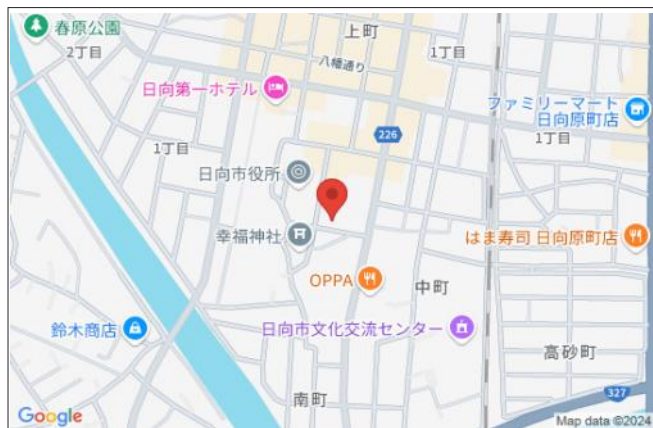 春原公園
2丁目
上町
1丁目
八幡通り
日向第一ホテル
ファミリーマート
日向原町店
226
1丁目
1丁目
日向市役所
幸福神社
はま寿司 日向原町店
OPPA
中町
鈴木商店
日向市文化交流センター
高砂町
南町
327
Google
Map data ©2024